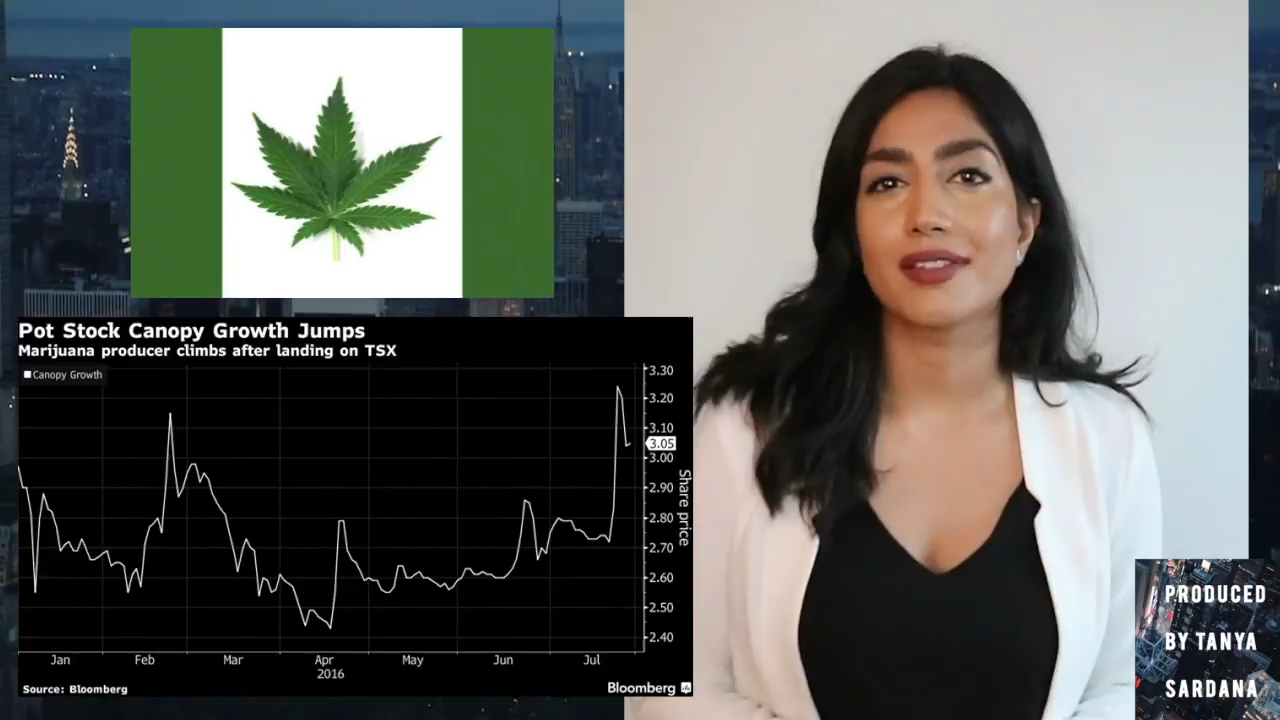 Pot Stock Canopy Growth Jumps
Marijuana producer climbs after landing on TSX
Canopy Growth
3.30
3.20
3.10
3.05
3.00
2.90
2.80
2.70
2.60
2.50
2.40
Share price
Jan Feb Mar Apr May Jun Jul
2016
Source: Bloomberg
Bloomberg
PRODUCED
BY TANYA
SARDANA